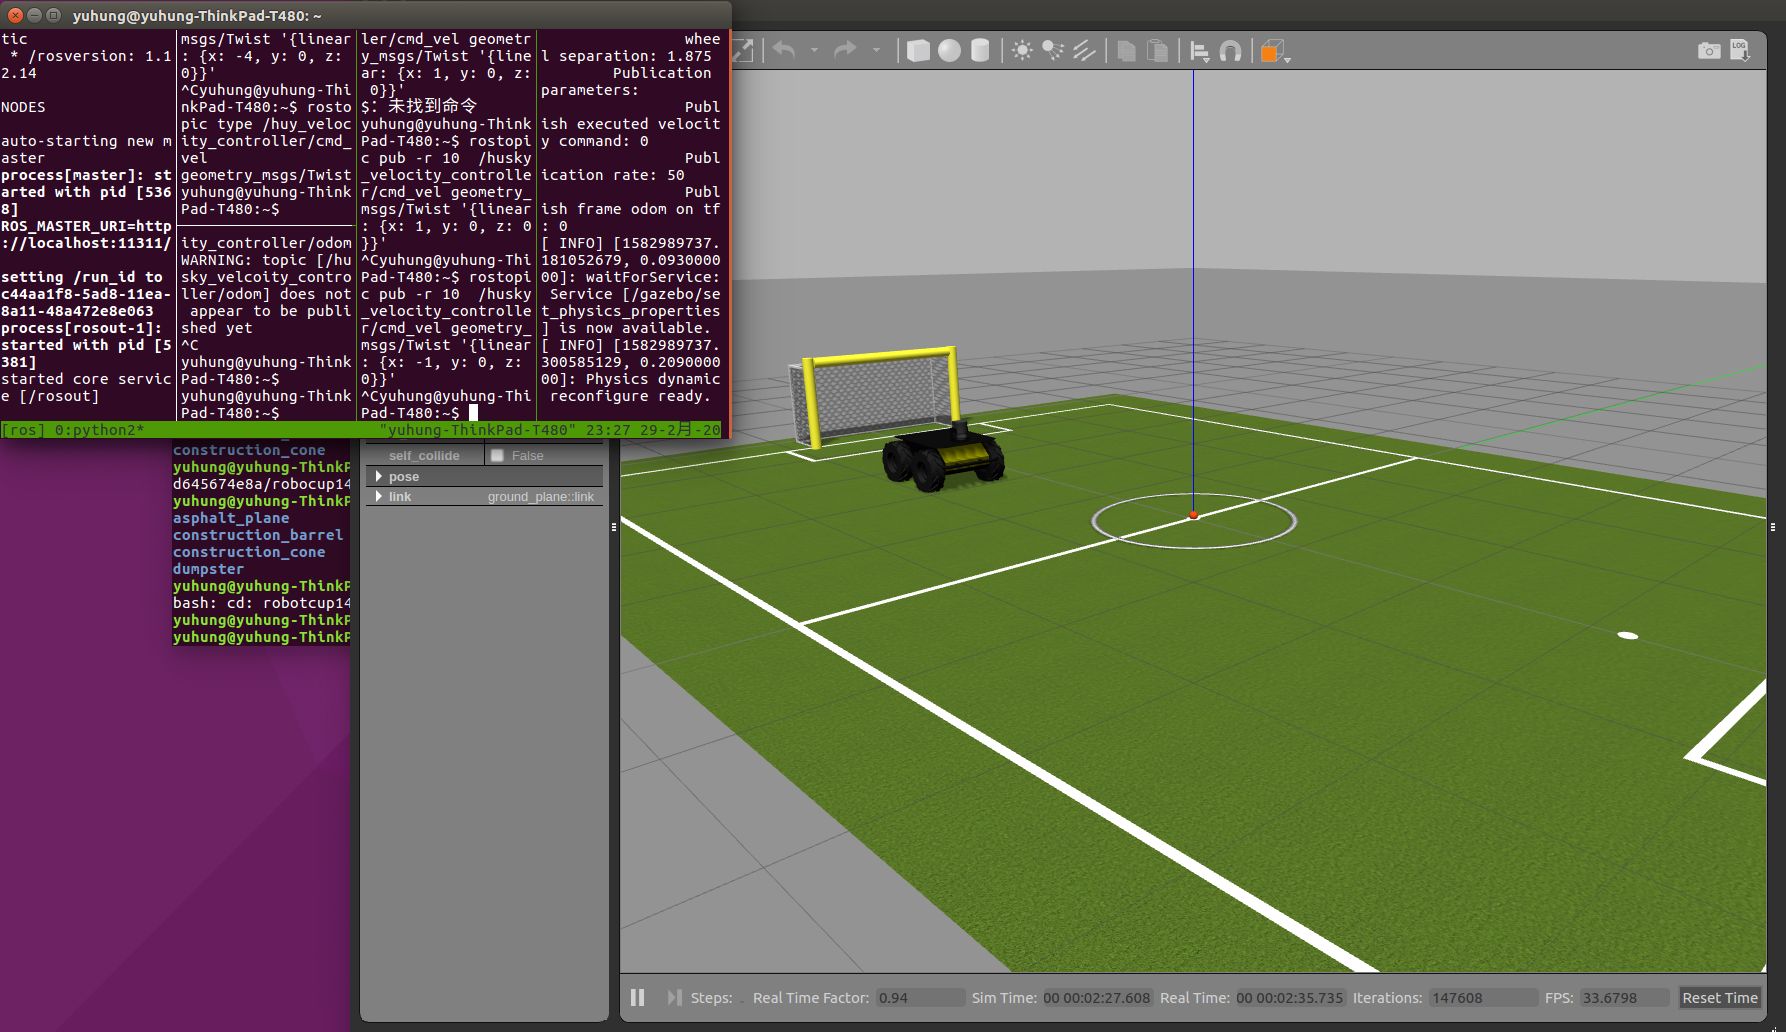 yuhung@yuhung-ThinkPad-T480: ~
tic
 * /rosversion: 1.1
2.14
NODES
auto-starting new m
aster
process[master]: st
arted with pid [536
8]
ROS_MASTER_URI=http
://localhost:11311/
setting /run_id to
c44aa1f8-5ad8-11ea-
8a11-48a472e8e063
process[rosout-1]:
started with pid [5
381]
started core servic
e [/rosout]
msgs/Twist '{linear
: {x: -4, y: 0, z:
0}}'
^Cyuhung@yuhung-Thi
nkPad-T480:~$ rosto
pic type /huy_veloc
ity_controller/cmd_
vel
geometry_msgs/Twist
yuhung@yuhung-Think
Pad-T480:~$
ity_controller/odom
WARNING: topic [/hu
sky_velcoity_contro
ller/odom] does not
 appear to be publi
shed yet
^C
yuhung@yuhung-Think
Pad-T480:~$
yuhung@yuhung-Think
Pad-T480:~$
ler/cmd_vel geometr
y_msgs/Twist '{line
ar: {x: 1, y: 0, z:
 0}}'
$: 未找到命令
yuhung@yuhung-Think
Pad-T480:~$ rostopi
c pub -r 10  /husky
_velocity_controlle
r/cmd_vel geometry_
msgs/Twist '{linear
: {x: 1, y: 0, z: 0
}}'
^Cyuhung@yuhung-Thi
nkPad-T480:~$ rostopi
c pub -r 10  /husky
_velocity_controlle
r/cmd_vel geometry_
msgs/Twist '{linear
: {x: -1, y: 0, z:
0}}'
^Cyuhung@yuhung-Thi
Pad-T480:~$
whee
l separation: 1.875
Publication
parameters:
Publ
ish executed velocit
y command: 0
Publ
ication rate: 50
Publ
ish frame odom on tf
: 0
[ INFO] [1582989737.
181052679, 0.0930000
00]: waitForService:
 Service [/gazebo/se
t_physics_properties
] is now available.
[ INFO] [1582989737.
300585129, 0.2090000
00]: Physics dynamic
 reconfigure ready.
[ros] 0:python2* "yuhung-ThinkPad-T480" 23:27 29-2月-20
construction_cone
yuhung@yuhung-ThinkP
d645674e8a/robocup14
yuhung@yuhung-ThinkP
asphalt_plane
construction_barrel
construction_cone
dumpster
yuhung@yuhung-ThinkP
bash: cd: robotcup14
yuhung@yuhung-ThinkP
yuhung@yuhung-ThinkP
self_collide False
pose
link ground_plane::link
LOG
Steps: Real Time Factor: 0.94 Sim Time: 00 00:02:27.608 Real Time: 00 00:02:35.735 Iterations: 147608 FPS: 33.6798 Reset Time